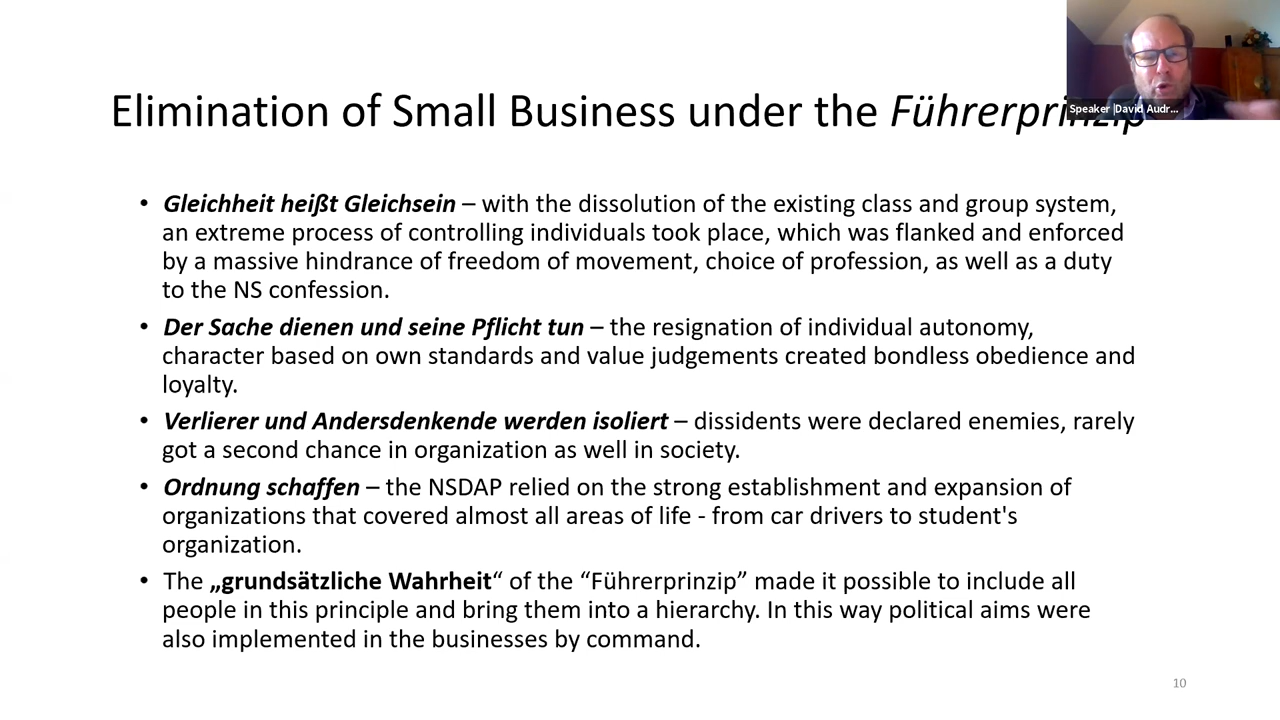 Elimination of Small Business under the Führerprinzip
Speaker |David Audr...
• Gleichheit heißt Gleichsein – with the dissolution of the existing class and group system,
an extreme process of controlling individuals took place, which was flanked and enforced
by a massive hindrance of freedom of movement, choice of profession, as well as a duty
to the NS confession.
• Der Sache dienen und seine Pflicht tun – the resignation of individual autonomy,
character based on own standards and value judgements created bondless obedience and
loyalty.
• Verlierer und Andersdenkende werden isoliert – dissidents were declared enemies, rarely
got a second chance in organization as well in society.
• Ordnung schaffen – the NSDAP relied on the strong establishment and expansion of
organizations that covered almost all areas of life - from car drivers to student's
organization.
• The „grundsätzliche Wahrheit“ of the “Führerprinzip” made it possible to include all
people in this principle and bring them into a hierarchy. In this way political aims were
also implemented in the businesses by command.
10